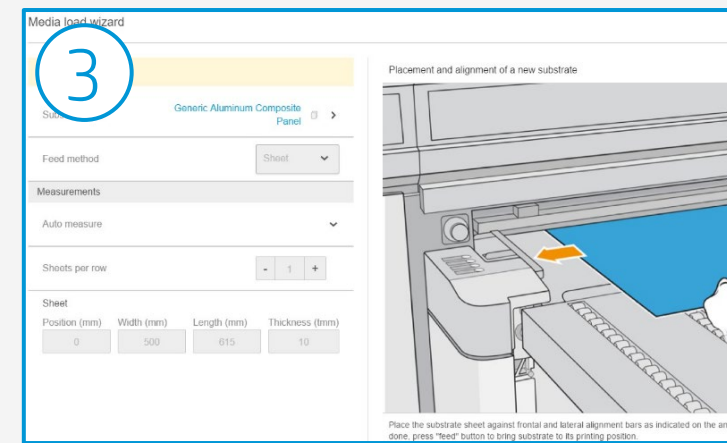 Media load wizard
3
Generic Aluminum Composite
Panel
Feed method
Sheet
Measurements
Auto measure
Sheets per row
- 1 +
Sheet
Position (mm) Width (mm) Length (mm) Thickness (tmm)
0 500 615 10
Placement and alignment of a new substrate
Place the substrate sheet against frontal and lateral alignment bars as indicated on the
done, press "feed" button to bring substrate to its printing position.